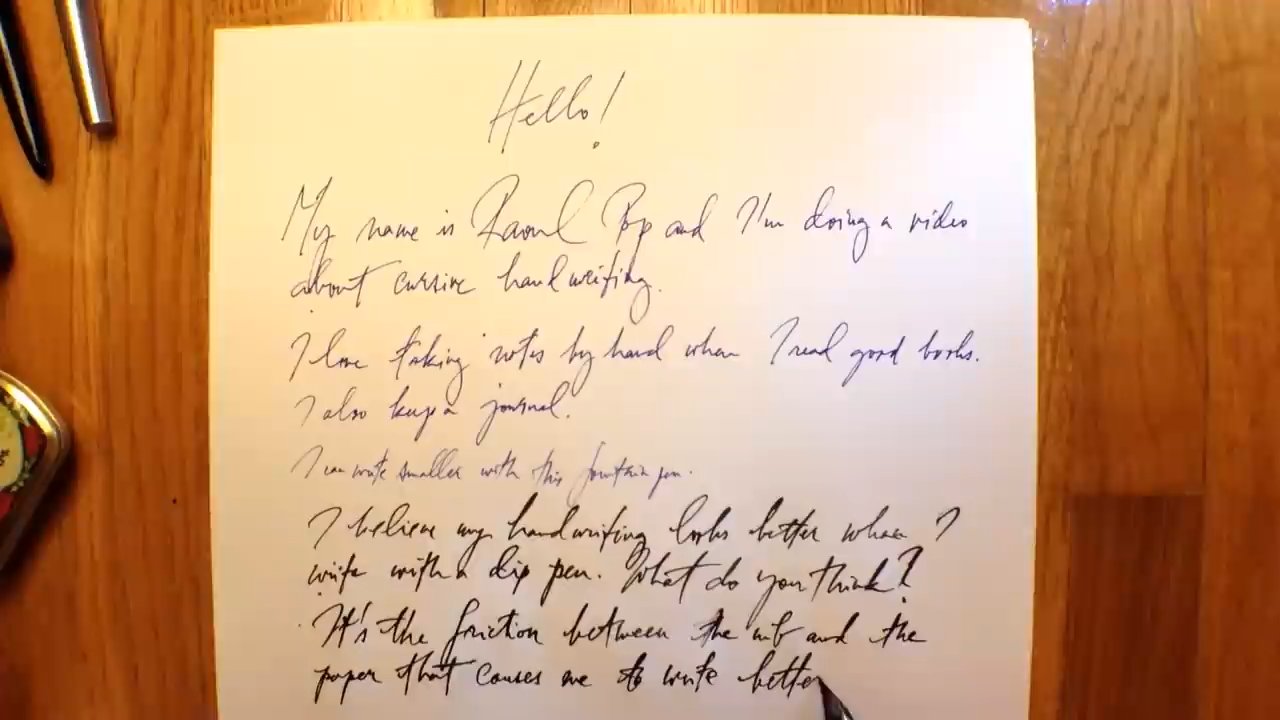 Hello!
My name is Raoul Pop and I'm doing a video
about cursive handwriting.
I love taking notes by hand when I read good books.
I also keep a journal.
I can write smaller with this fountain pen.
I believe my handwriting looks better when I
write with a dip pen. What do you think?
It's the friction between the nib and the
paper that causes me to write better